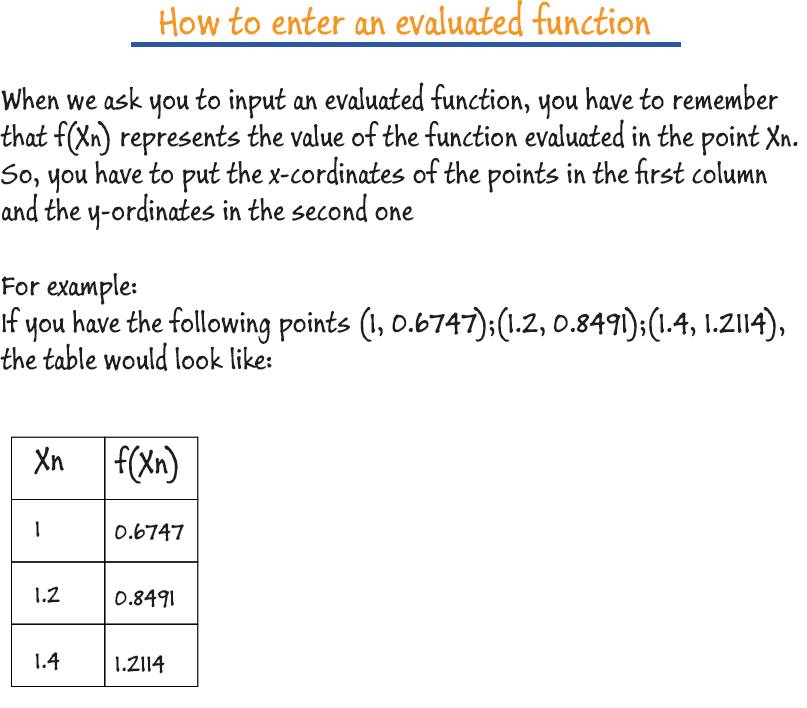 How to enter an evaluated function
When we ask you to input an evaluated function, you have to remember
that f(Xn) represents the value of the function evaluated in the point Xn.
So, you have to put the x-cordinates of the points in the first column
and the y-ordinates in the second one
For example:
If you have the following points (1, 0.6747);(1.2, 0.8491);(1.4, 1.2114),
the table would look like:
Xn f(Xn)
1 0.6747
1.2 0.8491
1.4 1.2114